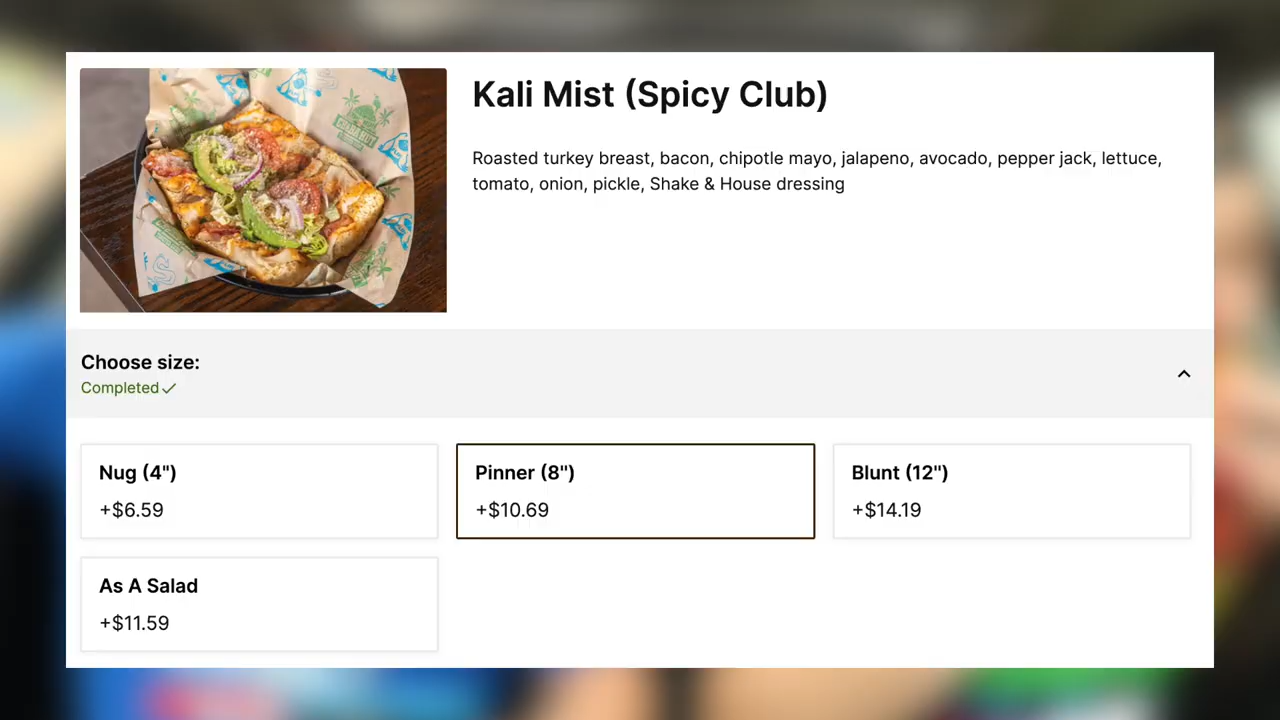 Kali Mist (Spicy Club)
Roasted turkey breast, bacon, chipotle mayo, jalapeno, avocado, pepper jack, lettuce,
tomato, onion, pickle, Shake & House dressing
Choose size:
Completed
Nug (4")
+$6.59
Pinner (8")
+$10.69
Blunt (12")
+$14.19
As A Salad
+$11.59